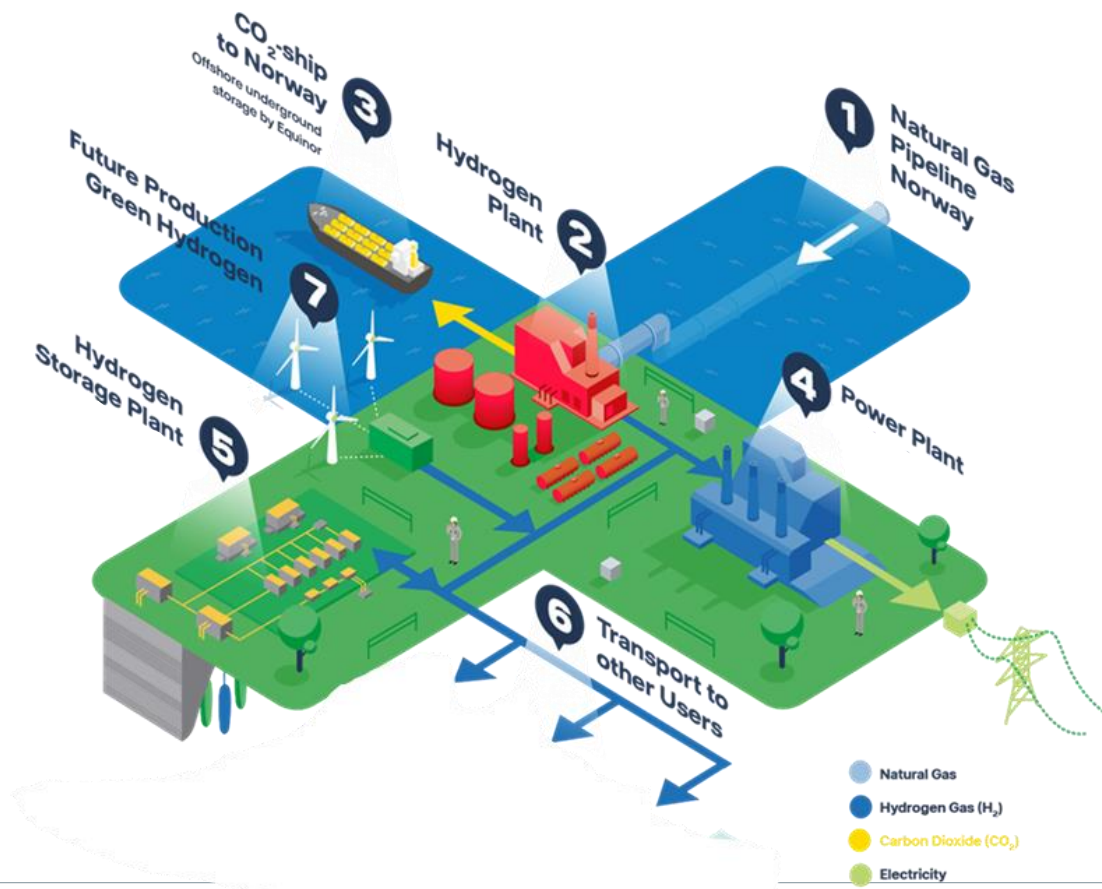 CO₂-ship
to Norway
Offshore underground
storage by Equinor
3
1
Natural Gas
Pipeline
Norway
Hydrogen
Plant
2
Future Production
Green Hydrogen
7
Hydrogen
Storage Plant
5
4
Power Plant
6
Transport to
other Users
Natural Gas
Hydrogen Gas (H₂)
Carbon Dioxide (CO₂)
Electricity